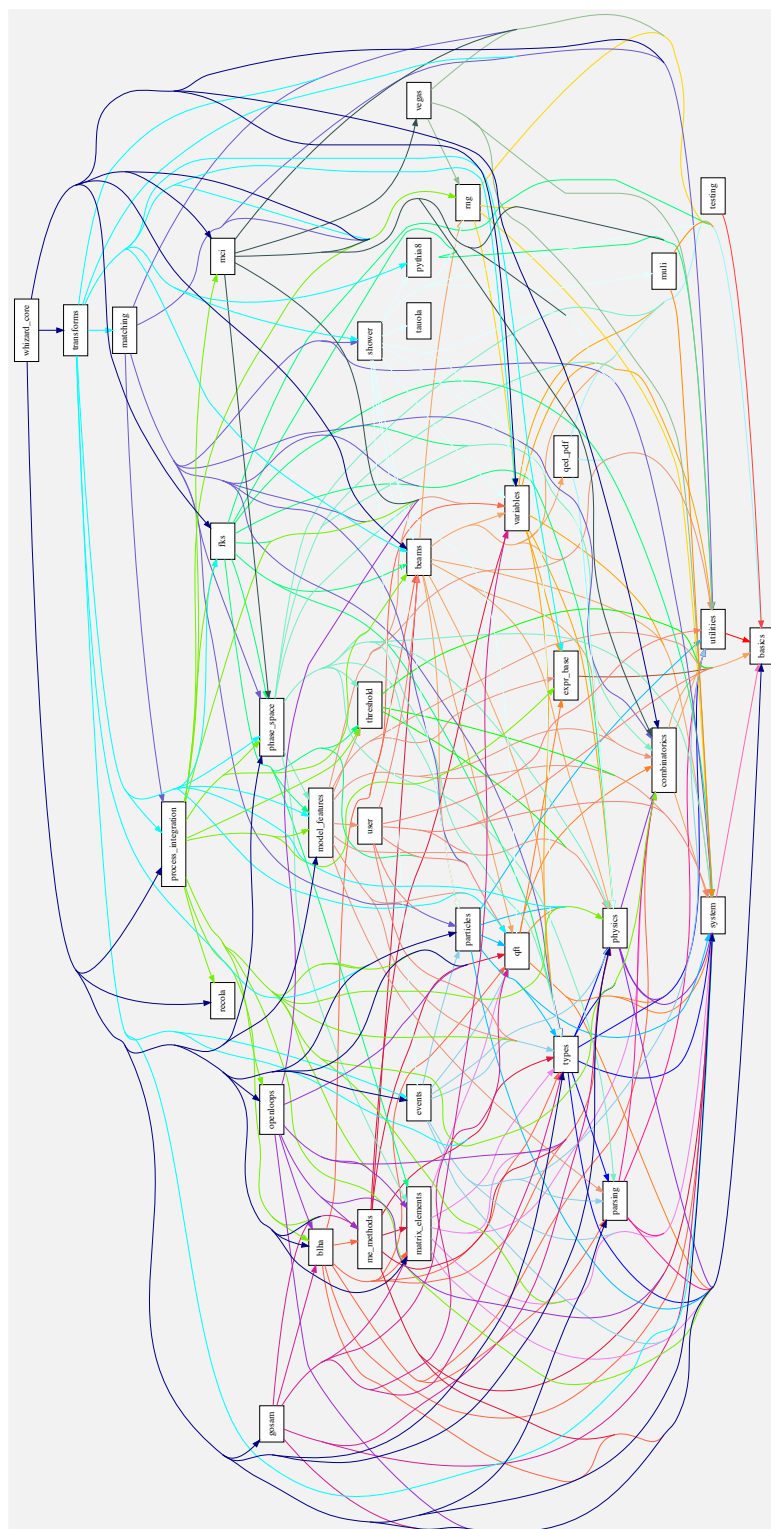 vegas
testing
rng
mci
pythia8
muli
whizard_core
transforms
matching
tauola
shower
qed_pdf
variables
fks
beams
utilities
basics
expr_base
threshold
phase_space
combinatorics
model_features
user
process_integration
system
physics
particles
qft
recola
types
events
openloops
parsing
matrix_elements
me_methods
blha
gosam